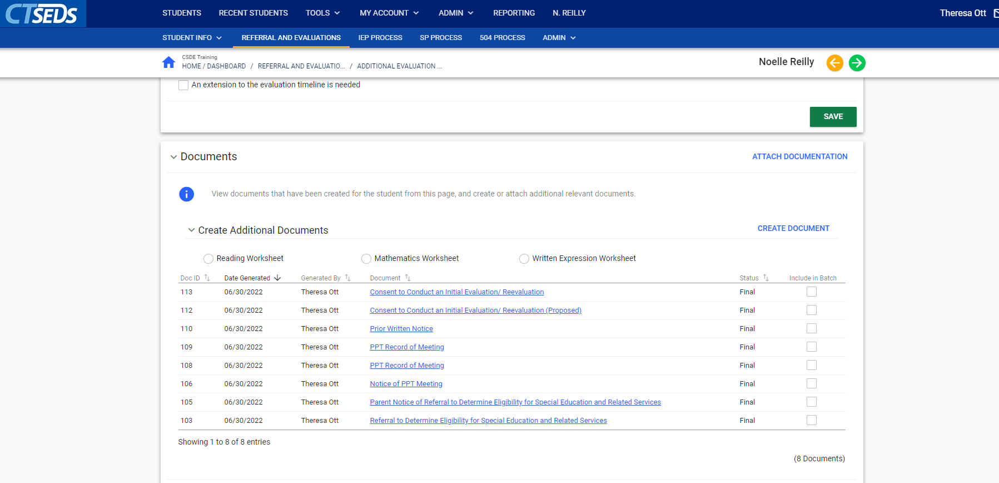 CTSEDS
STUDENTS RECENT STUDENTS TOOLS MY ACCOUNT ADMIN REPORTING N. REILLY Theresa Ott
STUDENT INFO REFERRAL AND EVALUATIONS IEP PROCESS SP PROCESS 504 PROCESS ADMIN
CSDE Training
HOME / DASHBOARD / REFERRAL AND EVALUATIO... / ADDITIONAL EVALUATION ...
Noelle Reilly
An extension to the evaluation timeline is needed
SAVE
Documents ATTACH DOCUMENTATION
View documents that have been created for the student from this page, and create or attach additional relevant documents.
Create Additional Documents CREATE DOCUMENT
Reading Worksheet Mathematics Worksheet Written Expression Worksheet
Doc ID Date Generated Generated By Document Status Include in Batch
113 06/30/2022 Theresa Ott Consent to Conduct an Initial Evaluation/ Reevaluation Final
112 06/30/2022 Theresa Ott Consent to Conduct an Initial Evaluation/ Reevaluation (Proposed) Final
110 06/30/2022 Theresa Ott Prior Written Notice Final
109 06/30/2022 Theresa Ott PPT Record of Meeting Final
108 06/30/2022 Theresa Ott PPT Record of Meeting Final
106 06/30/2022 Theresa Ott Notice of PPT Meeting Final
105 06/30/2022 Theresa Ott Parent Notice of Referral to Determine Eligibility for Special Education and Related Services Final
103 06/30/2022 Theresa Ott Referral to Determine Eligibility for Special Education and Related Services Final
Showing 1 to 8 of 8 entries
(8 Documents)